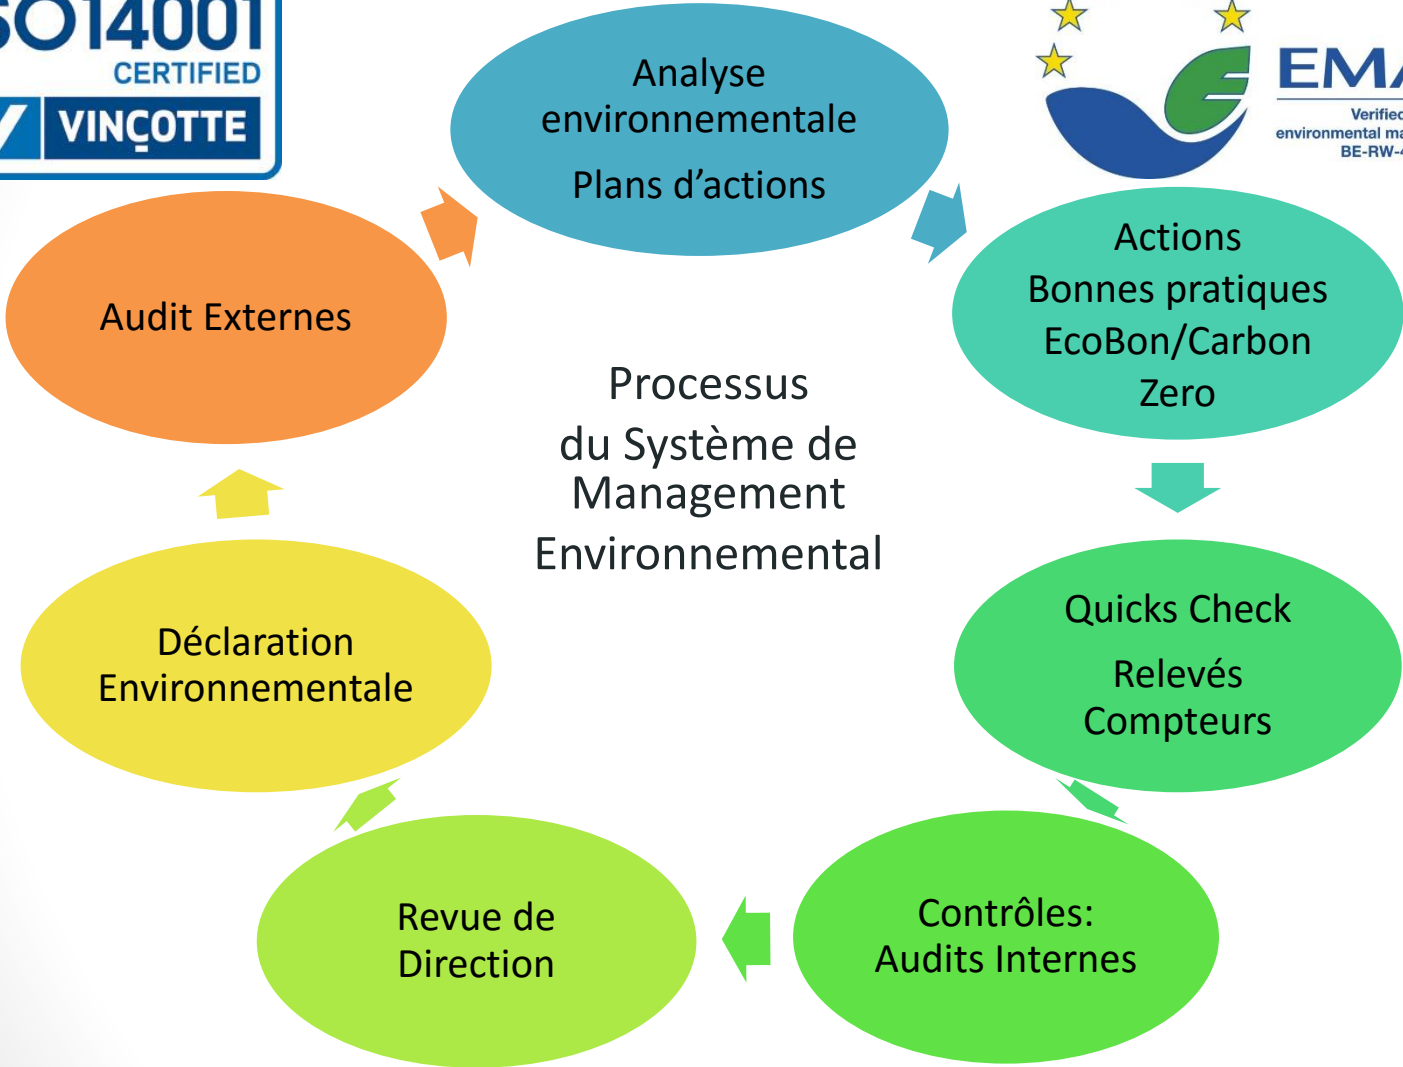 SO14001
CERTIFIED
VINÇOTTE
EMA
Verified
environmental ma
BE-RW-4
Analyse
environnementale
Plans d’actions
Actions
Bonnes pratiques
EcoBon/Carbon
Zero
Quicks Check
Relevés
Compteurs
Contrôles:
Audits Internes
Revue de
Direction
Déclaration
Environnementale
Audit Externes
Processus
du Système de
Management
Environnemental